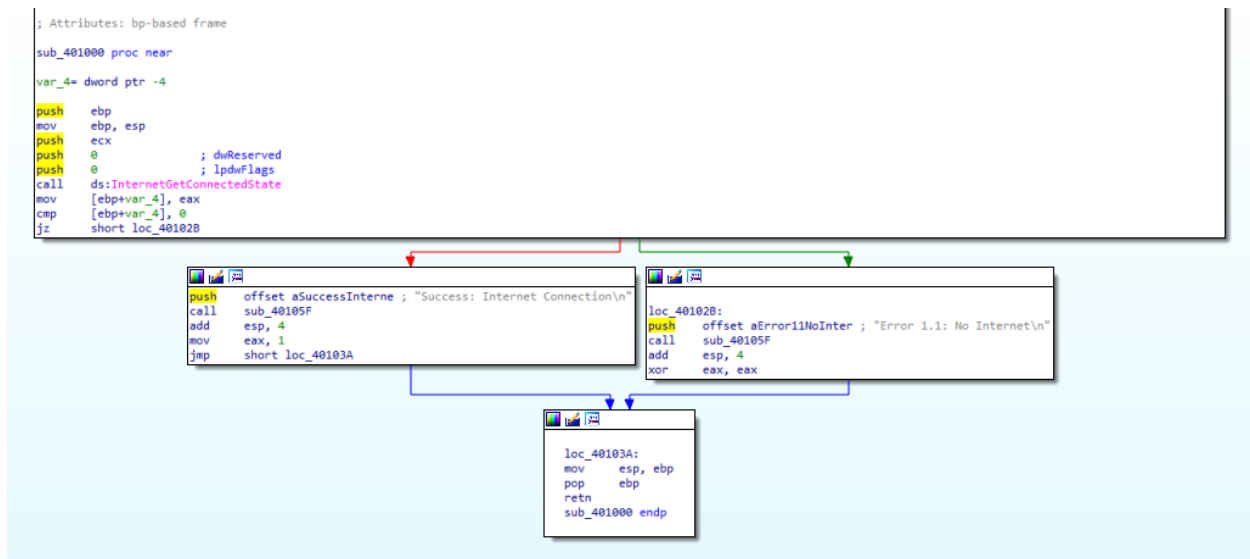 ; Attributes: bp-based frame
sub_401000 proc near
var_4= dword ptr -4
push    ebp
mov     ebp, esp
push    ecx
push    0               ; dwReserved
push    0               ; lpdwFlags
call    ds:InternetGetConnectedState
mov     [ebp+var_4], eax
cmp     [ebp+var_4], 0
jz      short loc_40102B
push    offset aSuccessInterne ; "Success: Internet Connection\n"
call    sub_40105F
add     esp, 4
mov     eax, 1
jmp     short loc_40103A
loc_40102B:
push    offset aError11NoInter ; "Error 1.1: No Internet\n"
call    sub_40105F
add     esp, 4
xor     eax, eax
loc_40103A:
mov     esp, ebp
pop     ebp
retn
sub_401000 endp